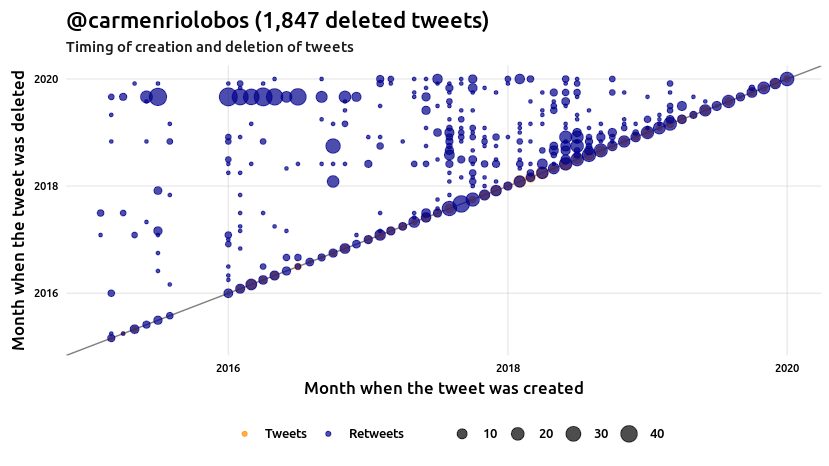 @carmenriolobos (1,847 deleted tweets)
Timing of creation and deletion of tweets
Month when the tweet was deleted
2020
2018
2016
2016 2018 2020
Month when the tweet was created
Tweets Retweets 10 20 30 40